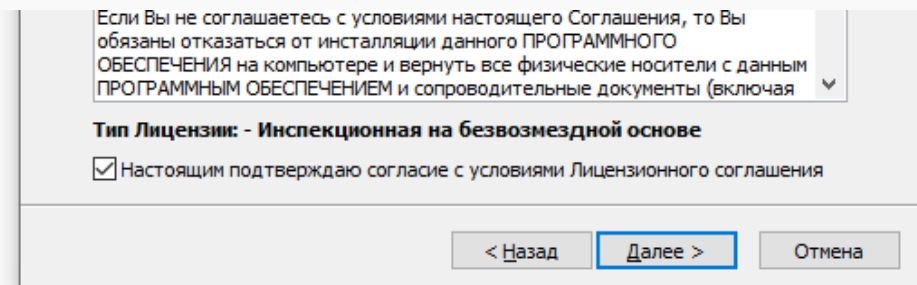 Если Вы не соглашаетесь с условиями настоящего Соглашения, то Вы
обязаны отказаться от инсталляции данного ПРОГРАММНОГО
ОБЕСПЕЧЕНИЯ на компьютере и вернуть все физические носители с данным
ПРОГРАММНЫМ ОБЕСПЕЧЕНИЕМ и сопроводительные документы (включая
Тип Лицензии: - Инспекционная на безвозмездной основе
Настоящим подтверждаю согласие с условиями Лицензионного соглашения
< Назад Далее > Отмена